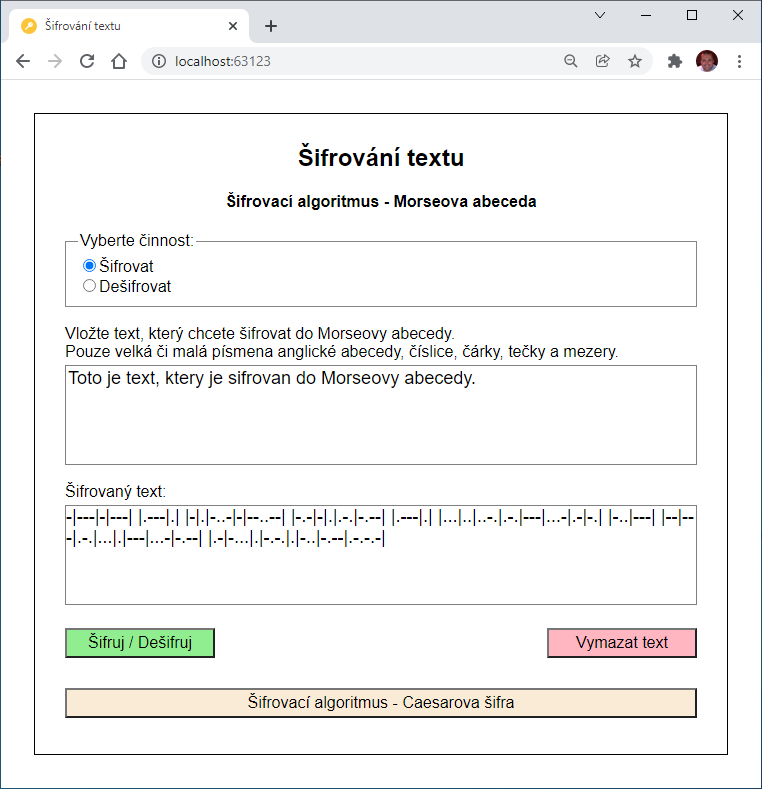 Šifrování textu
localhost:63123
Šifrování textu
Šifrovací algoritmus - Morseova abeceda
Vyberte činnost:
Šifrovat
Dešifrovat
Vložte text, který chcete šifrovat do Morseovy abecedy.
Pouze velká či malá písmena anglické abecedy, číslice, čárky, tečky a mezery.
Toto je text, ktery je sifrovan do Morseovy abecedy.
Šifrovaný text:
-|---|-|---| |.---|.| |-|.|-..-|-|--..--| |-.-|-|.|.-.|-.--| |.---|.| |...|..|..-.|.-.|---|...-|.-|-.| |-..|---| |--|--
-|.-.|...|.|---|...-|-.--| |.-|-...|.|-.-.|.|-..|-.--|.-.-.-|
Šifruj / Dešifruj
Vymazat text
Šifrovací algoritmus - Caesarova šifra